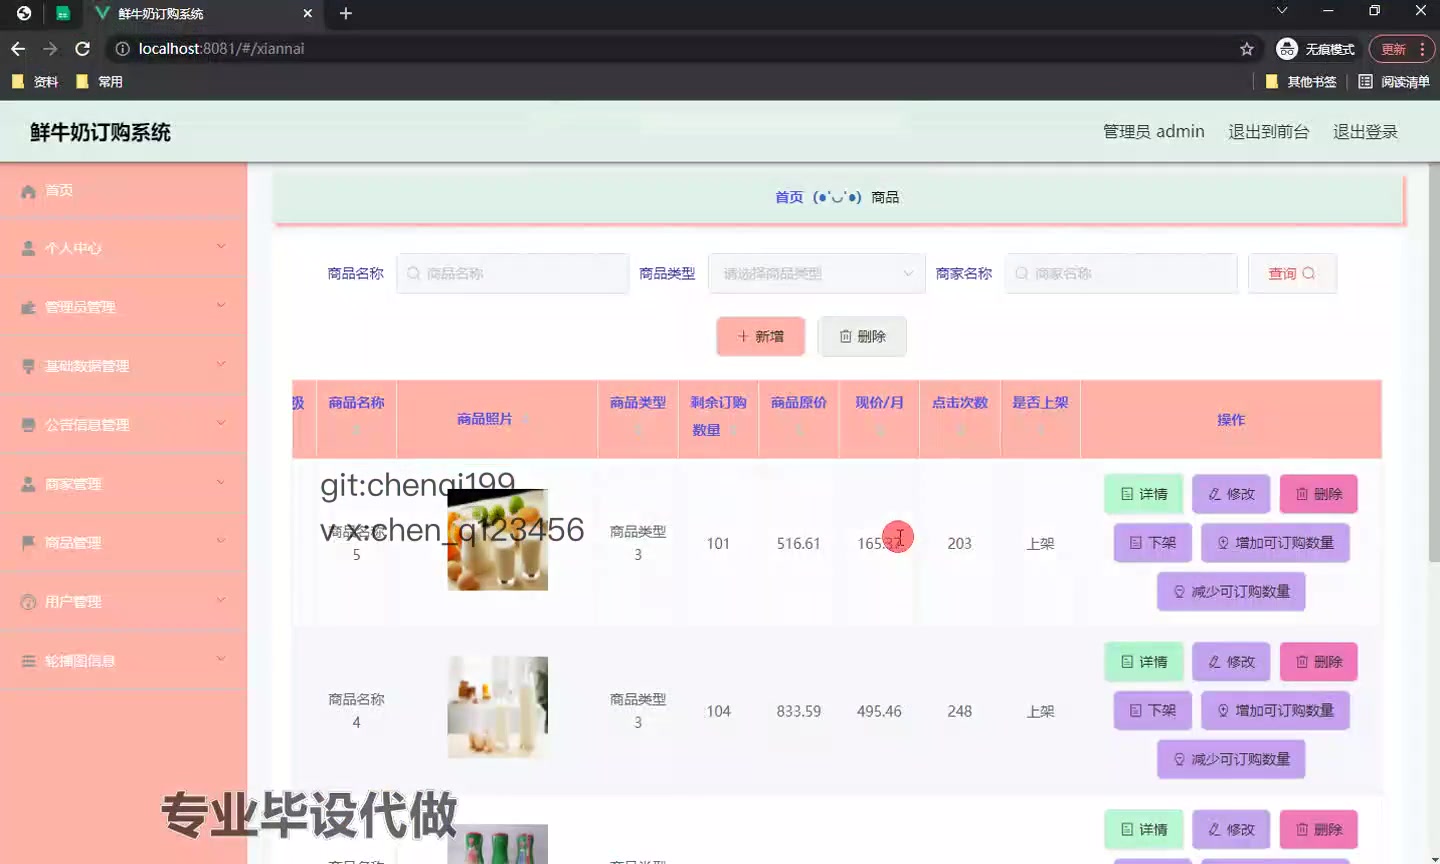 鲜牛奶订购系统
localhost:8081/#/xiannai
无痕模式
更新
资料
常用
其他书签
阅读清单
鲜牛奶订购系统
管理员 admin
退出到前台
退出登录
首页
个人中心
管理员管理
基础数据管理
公告信息管理
商家管理
商品管理
用户管理
轮播图信息
首页 (●'◡'●) 商品
商品名称 商品名称 商品类型 请选择商品类型 商家名称 商家名称 查询
新增 删除
级 商品名称 商品照片 商品类型 剩余订购数量 商品原价 现价/月 点击次数 是否上架 操作
git:chenqi199
vx:chen_q123456
商品名称5 商品类型3 101 516.61 203 上架
详情 修改 删除
下架 增加可订购数量
减少可订购数量
商品名称4 商品类型3 104 833.59 495.46 248 上架
详情 修改 删除
下架 增加可订购数量
减少可订购数量
专业毕设代做
详情 修改 删除